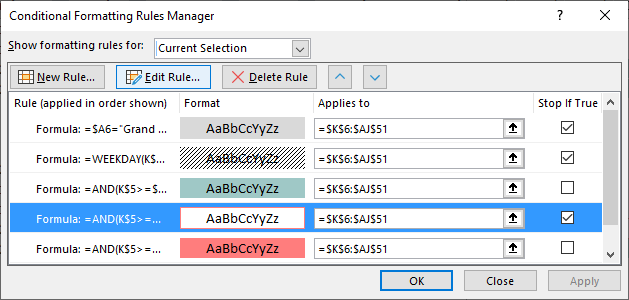 Conditional Formatting Rules Manager
Show formatting rules for: Current Selection
New Rule... Edit Rule... Delete Rule
Rule (applied in order shown) Format Applies to Stop If True
Formula: =$A6="Grand ... AaBbCcYyZz =$K$6:$AJ$51
Formula: =WEEKDAY(K$... AaBbCcYyZz =$K$6:$AJ$51
Formula: =AND(K$5>=$... AaBbCcYyZz =$K$6:$AJ$51
Formula: =AND(K$5>=... AaBbCcYyZz =$K$6:$AJ$51
Formula: =AND(K$5>=... AaBbCcYyZz =$K$6:$AJ$51
OK Close Apply